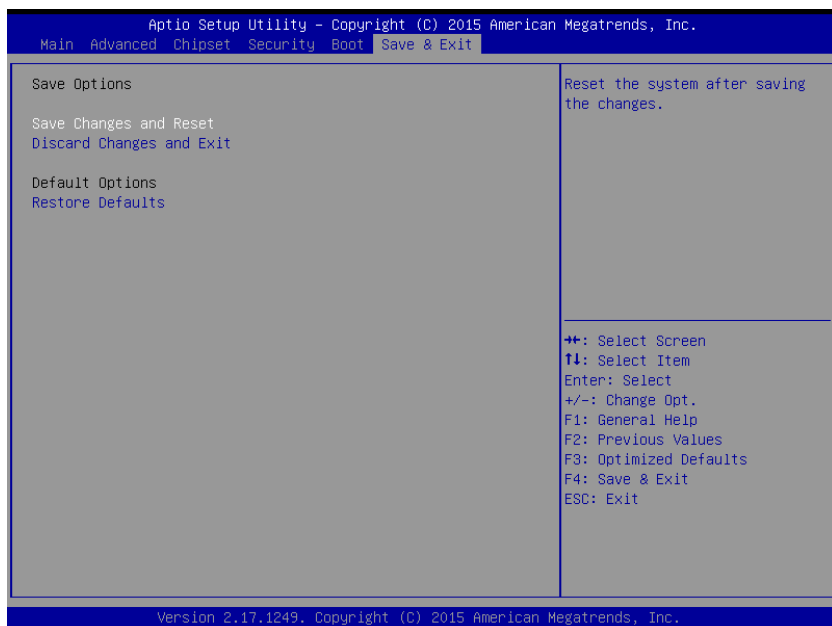 Aptio Setup Utility – Copyright (C) 2015 American Megatrends, Inc.
Main Advanced Chipset Security Boot Save & Exit
Save Options
Save Changes and Reset
Discard Changes and Exit
Default Options
Restore Defaults
Reset the system after saving
the changes.
→←: Select Screen
↑↓: Select Item
Enter: Select
+/-: Change Opt.
F1: General Help
F2: Previous Values
F3: Optimized Defaults
F4: Save & Exit
ESC: Exit
Version 2.17.1249. Copyright (C) 2015 American Megatrends, Inc.